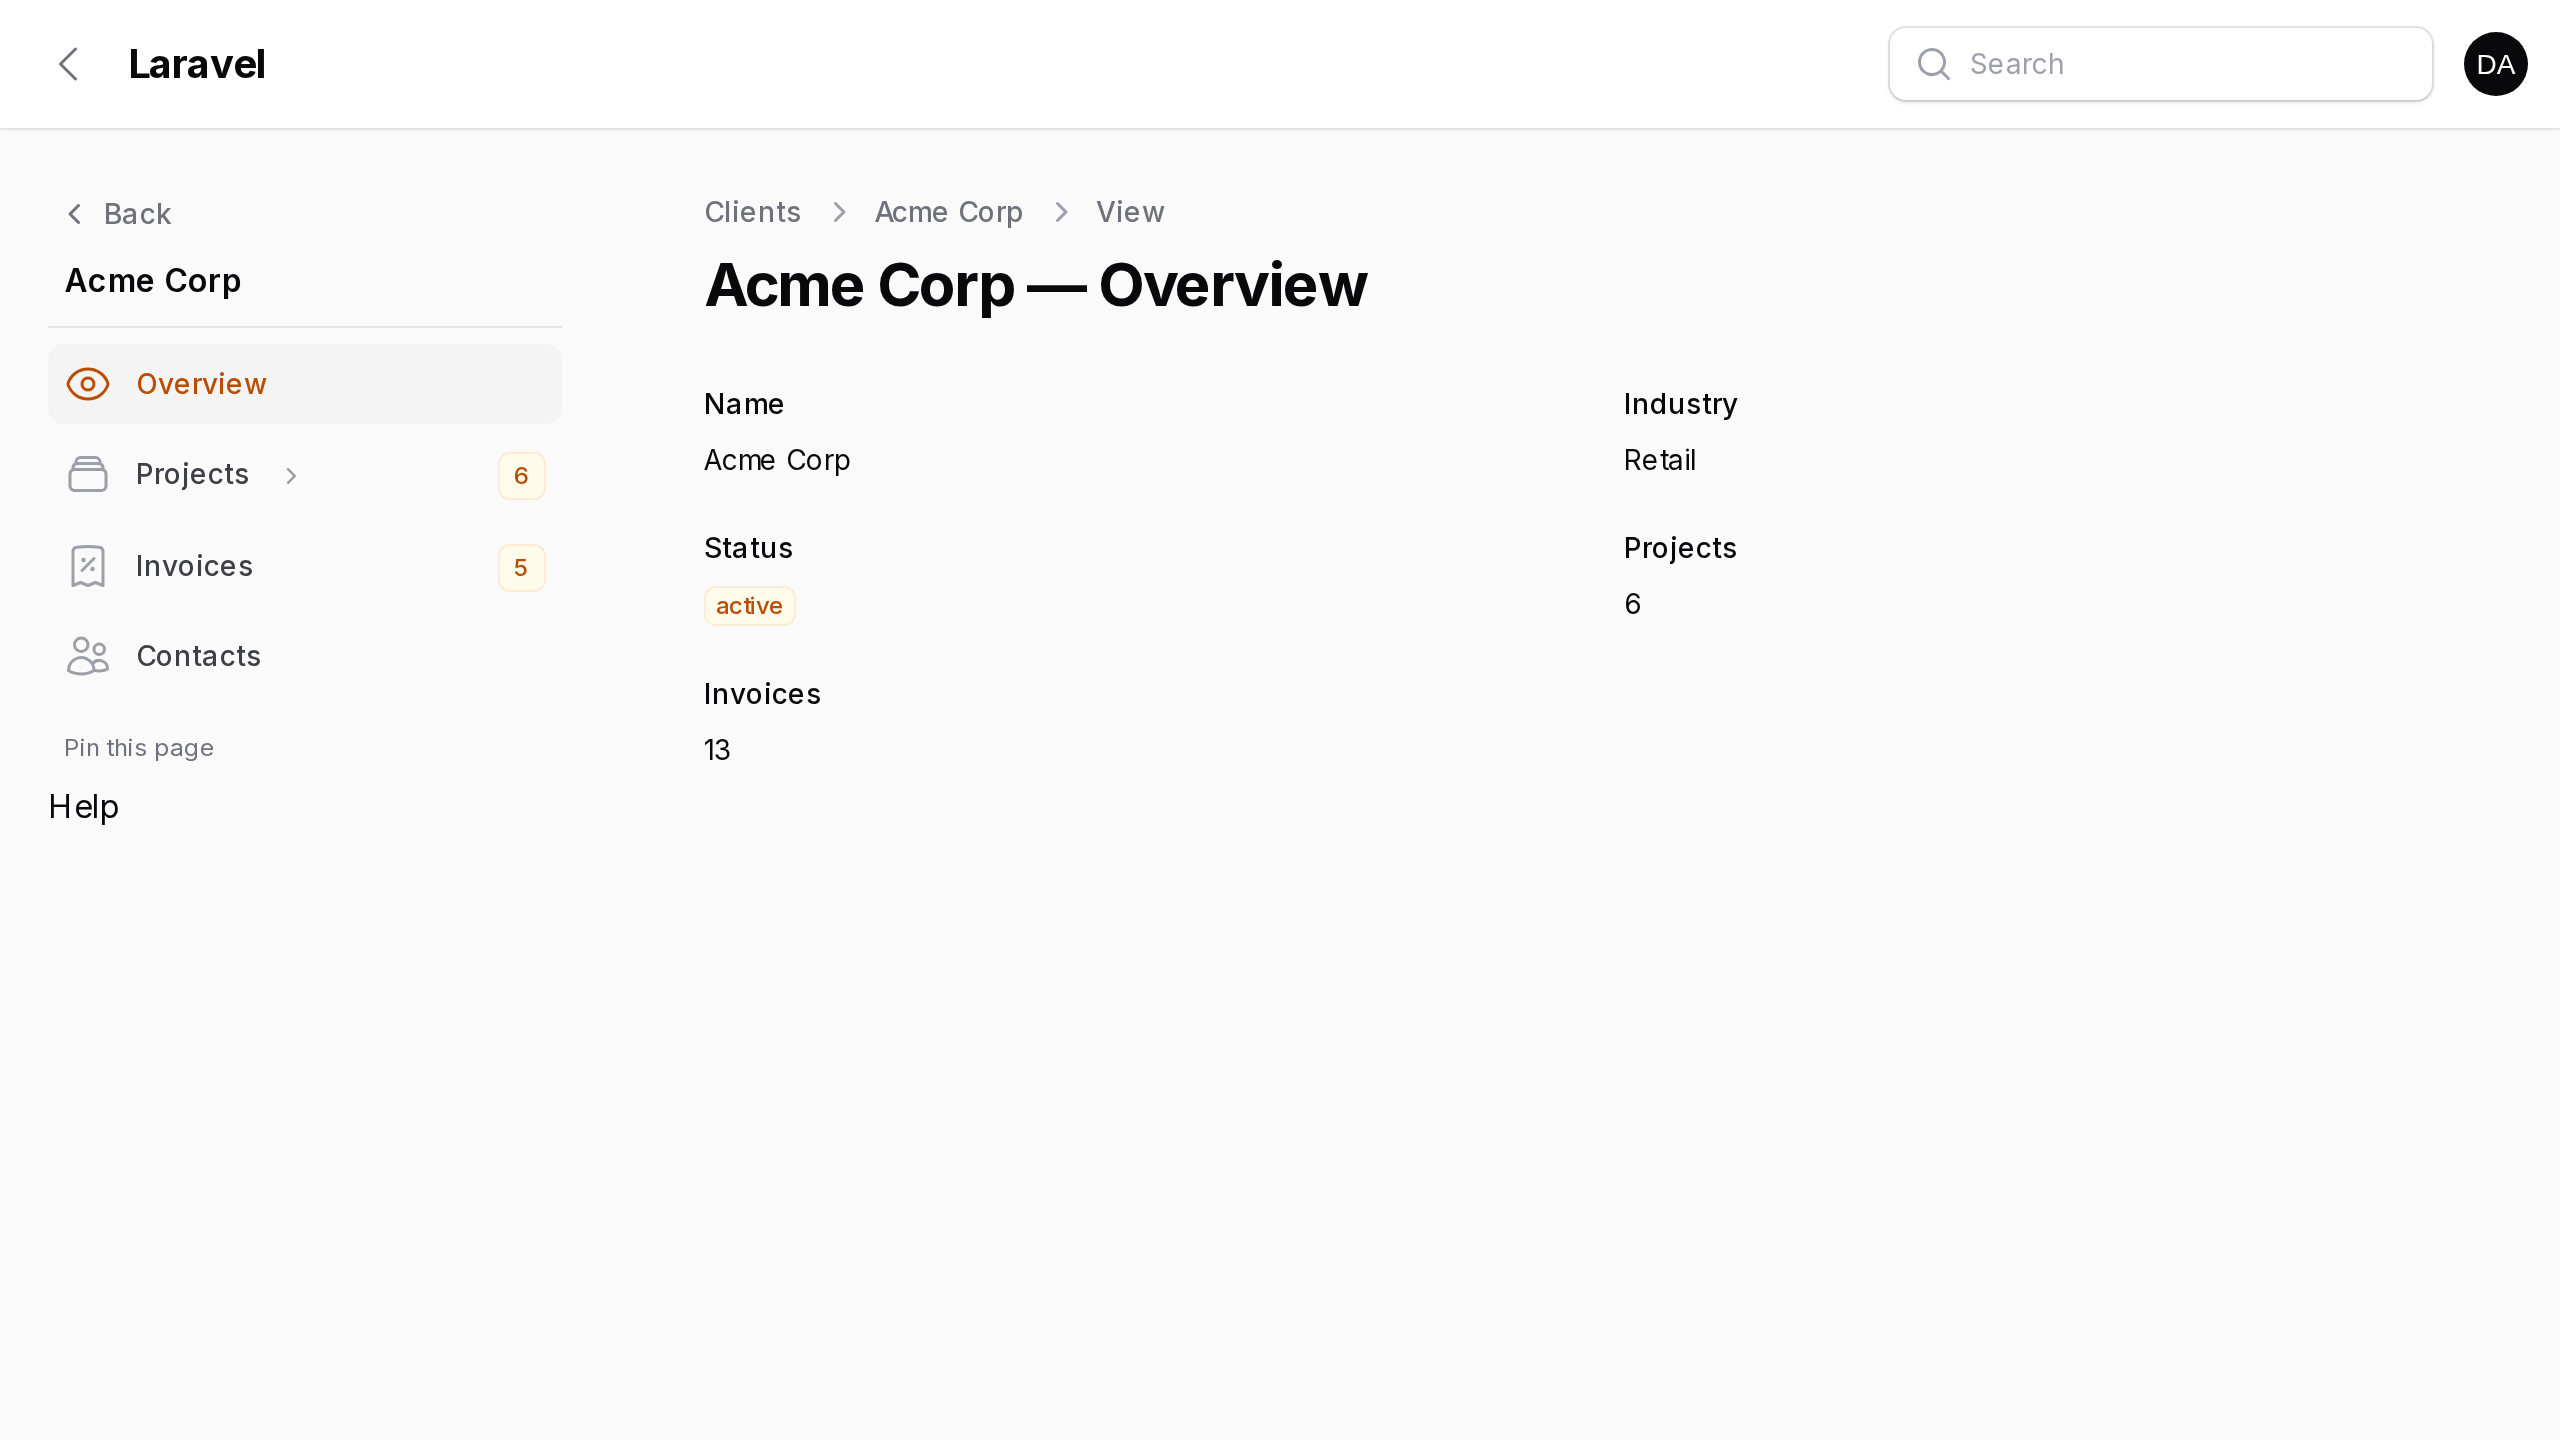 Laravel
Search
DA
Back
Acme Corp
Overview
Projects 6
Invoices 5
Contacts
Pin this page
Help
Clients Acme Corp View
Acme Corp — Overview
Name
Acme Corp
Industry
Retail
Status
active
Projects
6
Invoices
13